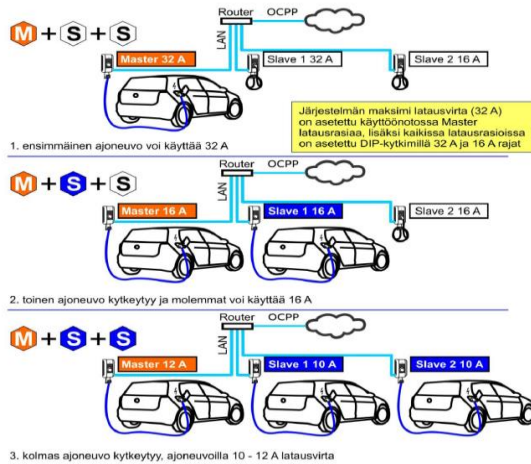 Router OCPP
LAN
M + S + S
Master 32 A
Slave 1 32 A
Slave 2 16 A
Järjestelmän maksimi latausvirta (32 A)
on asetettu käyttöönotossa Master
latausrasiaa, lisäksi kaikissa latausrasioissa
on asetettu DIP-kytkimillä 32 A ja 16 A rajat
1. ensimmäinen ajoneuvo voi käyttää 32 A
Router OCPP
LAN
M + S + S
Master 16 A
Slave 1 16 A
Slave 2 16 A
2. toinen ajoneuvo kytkeytyy ja molemmat voi käyttää 16 A
Router OCPP
LAN
M + S + S
Master 12 A
Slave 1 10 A
Slave 2 10 A
3. kolmas ajoneuvo kytkeytyy, ajoneuvoilla 10 - 12 A latausvirta